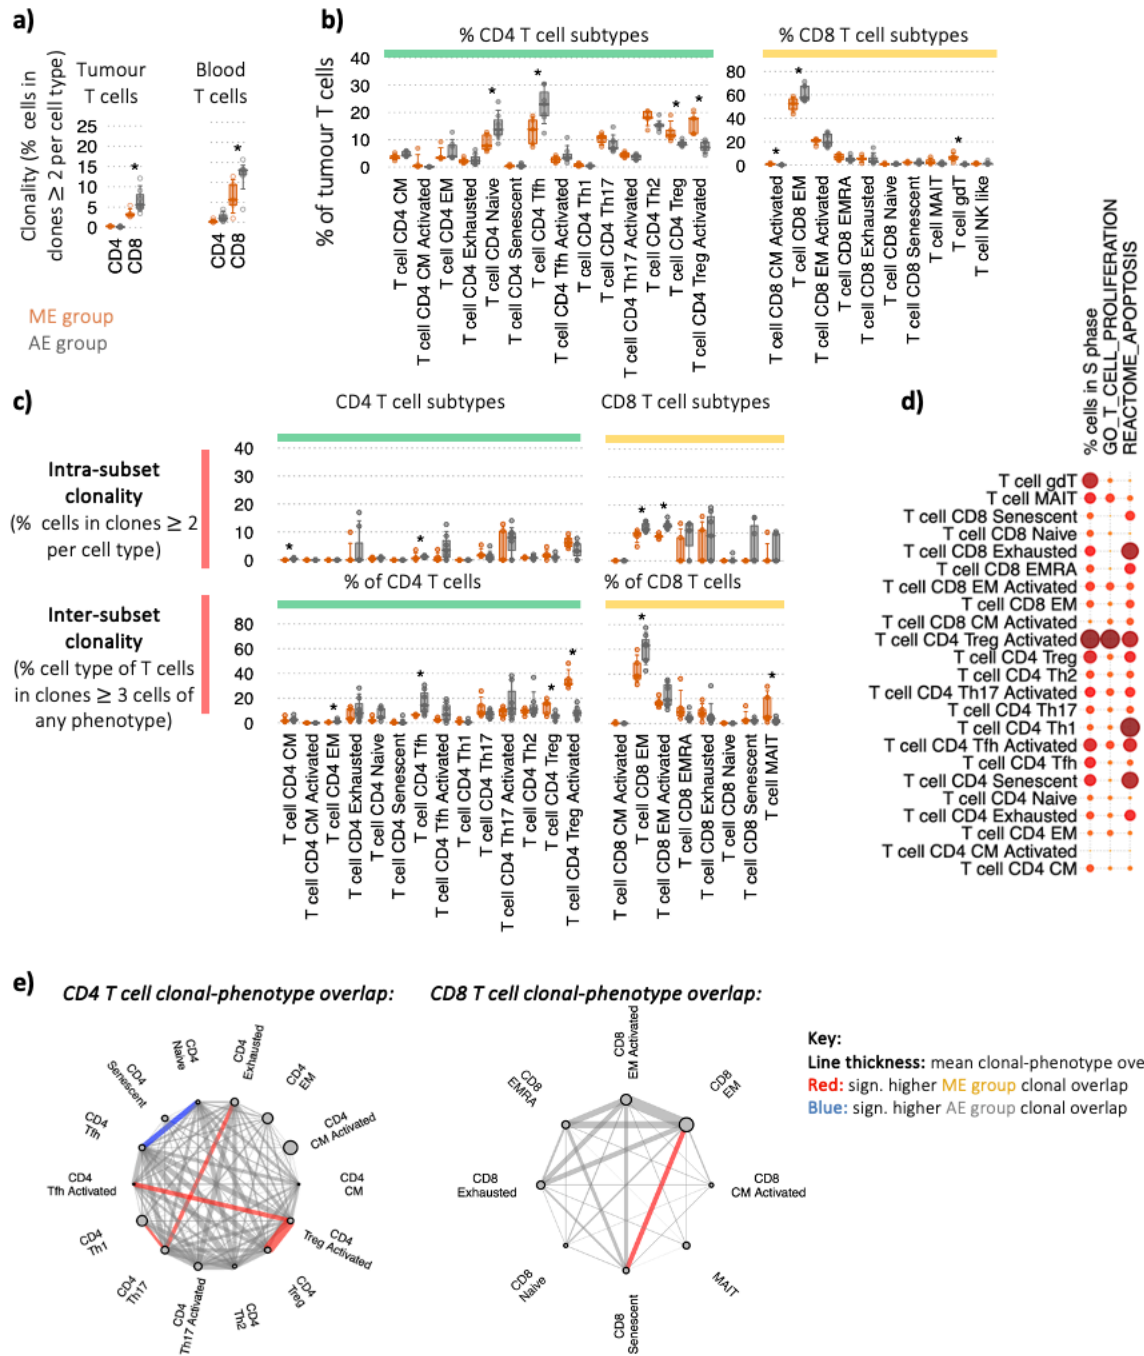 a)
Clonality (% cells in
clones ≥ 2 per cell type)
Tumour
T cells
Blood
T cells
25
20
15
10
5
0
*
*
CD4
CD8
CD4
CD8
ME group
AE group
b)
% CD4 T cell subtypes
% CD8 T cell subtypes
% of tumour T cells
40
30
20
10
0
80
60
40
20
0
*
*
*
*
*
*
*
T cell CD4 CM
T cell CD4 CM Activated
T cell CD4 EM
T cell CD4 Exhausted
T cell CD4 Naive
T cell CD4 Senescent
T cell CD4 Tfh
T cell CD4 Tfh Activated
T cell CD4 Th1
T cell CD4 Th17
T cell CD4 Th17 Activated
T cell CD4 Th2
T cell CD4 Treg
T cell CD4 Treg Activated
T cell CD8 CM Activated
T cell CD8 EM
T cell CD8 EM Activated
T cell CD8 EMRA
T cell CD8 Exhausted
T cell CD8 Naive
T cell CD8 Senescent
T cell MAIT
T cell gdT
T cell NK like
c)
CD4 T cell subtypes
CD8 T cell subtypes
Intra-subset
clonality
(% cells in clones ≥ 2
per cell type)
40
30
20
10
0
*
*
*
*
% of CD4 T cells
% of CD8 T cells
Inter-subset
clonality
(% cell type of T cells
in clones ≥ 3 cells of
any phenotype)
80
60
40
20
0
*
*
*
*
*
*
T cell CD4 CM
T cell CD4 CM Activated
T cell CD4 EM
T cell CD4 Exhausted
T cell CD4 Naive
T cell CD4 Senescent
T cell CD4 Tfh
T cell CD4 Tfh Activated
T cell CD4 Th1
T cell CD4 Th17
T cell CD4 Th17 Activated
T cell CD4 Th2
T cell CD4 Treg
T cell CD4 Treg Activated
T cell CD8 CM Activated
T cell CD8 EM
T cell CD8 EM Activated
T cell CD8 EMRA
T cell CD8 Exhausted
T cell CD8 Naive
T cell CD8 Senescent
T cell MAIT
d)
% cells in S phase
GO_T_CELL_PROLIFERATION
REACTOME_APOPTOSIS
T cell gdT
T cell MAIT
T cell CD8 Senescent
T cell CD8 Naive
T cell CD8 Exhausted
T cell CD8 EMRA
T cell CD8 EM Activated
T cell CD8 EM
T cell CD8 CM Activated
T cell CD4 Treg Activated
T cell CD4 Treg
T cell CD4 Th2
T cell CD4 Th17 Activated
T cell CD4 Th17
T cell CD4 Th1
T cell CD4 Tfh Activated
T cell CD4 Tfh
T cell CD4 Senescent
T cell CD4 Naive
T cell CD4 Exhausted
T cell CD4 EM
T cell CD4 CM Activated
T cell CD4 CM
e)
CD4 T cell clonal-phenotype overlap:
CD4
Exhausted
CD4
EM
CD4
CM Activated
CD4
CM
CD4
Treg Activated
CD4
Treg
CD4
Th2
CD4
Th17 Activated
CD4
Th17
CD4
Th1
CD4
Tfh Activated
CD4
Tfh
CD4
Senescent
CD4
Naive
CD8 T cell clonal-phenotype overlap:
CD8
EM Activated
CD8
EM
CD8
CM Activated
MAIT
CD8
Senescent
CD8
Naive
CD8
Exhausted
CD8
EMRA
Key:
Line thickness: mean clonal-phenotype ove
Red: sign. higher ME group clonal overlap
Blue: sign. higher AE group clonal overlap